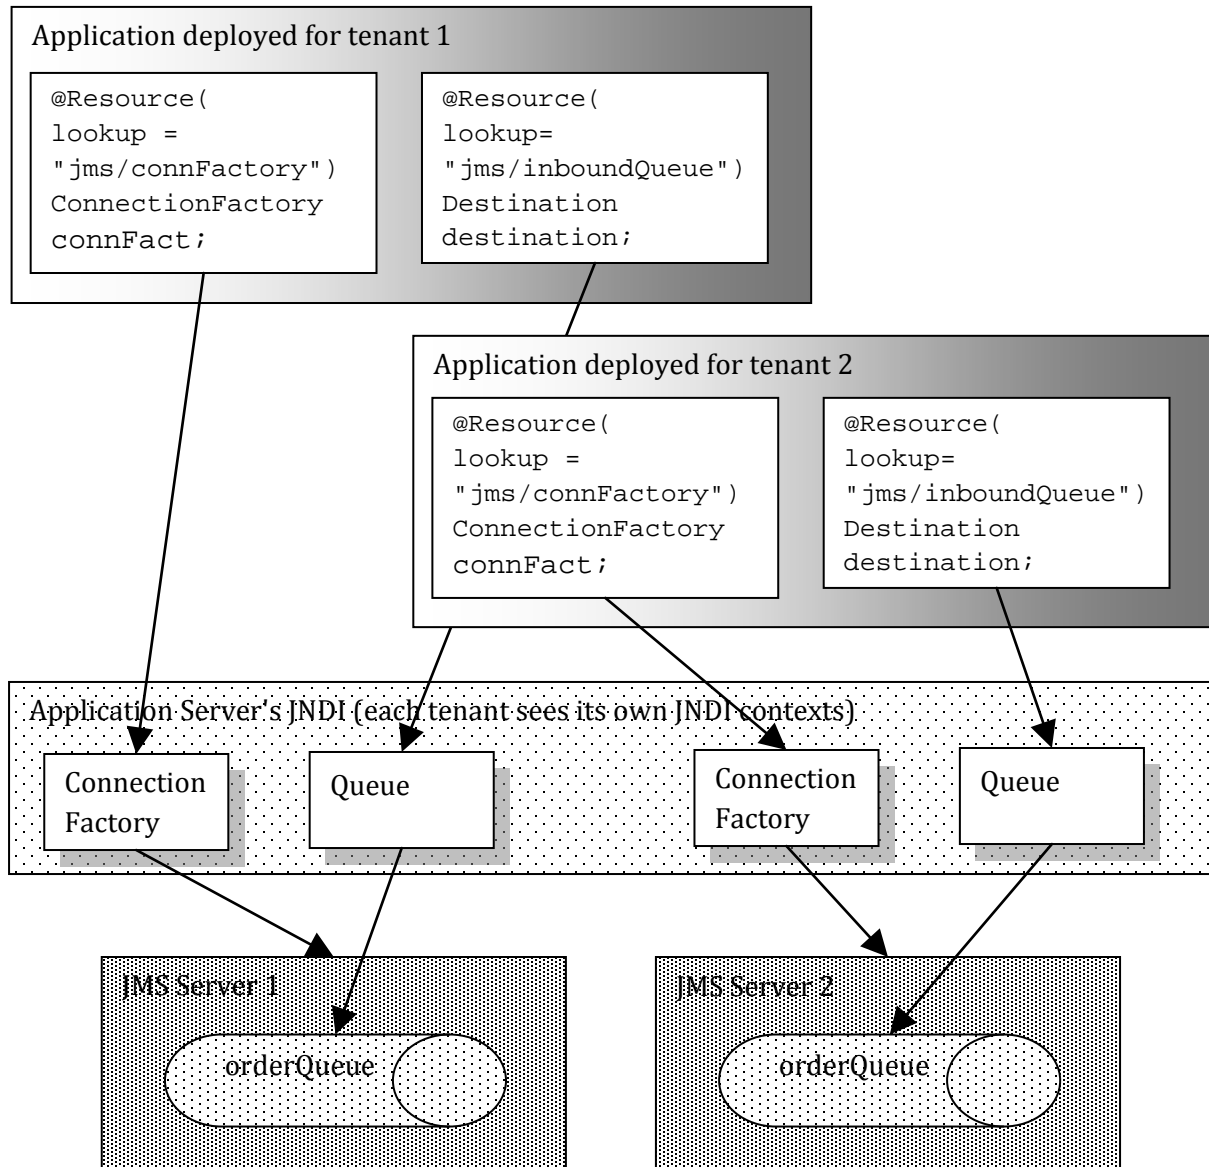 Application deployed for tenant 1
@Resource(
lookup =
"jms/connFactory")
ConnectionFactory
connFact;
@Resource(
lookup=
"jms/inboundQueue")
Destination
destination;
Application deployed for tenant 2
@Resource(
lookup =
"jms/connFactory")
ConnectionFactory
connFact;
@Resource(
lookup=
"jms/inboundQueue")
Destination
destination;
Application Server's JNDI (each tenant sees its own JNDI contexts)
Connection
Factory
Queue
Connection
Factory
Queue
JMS Server 1
JMS Server 2
orderQueue
orderQueue